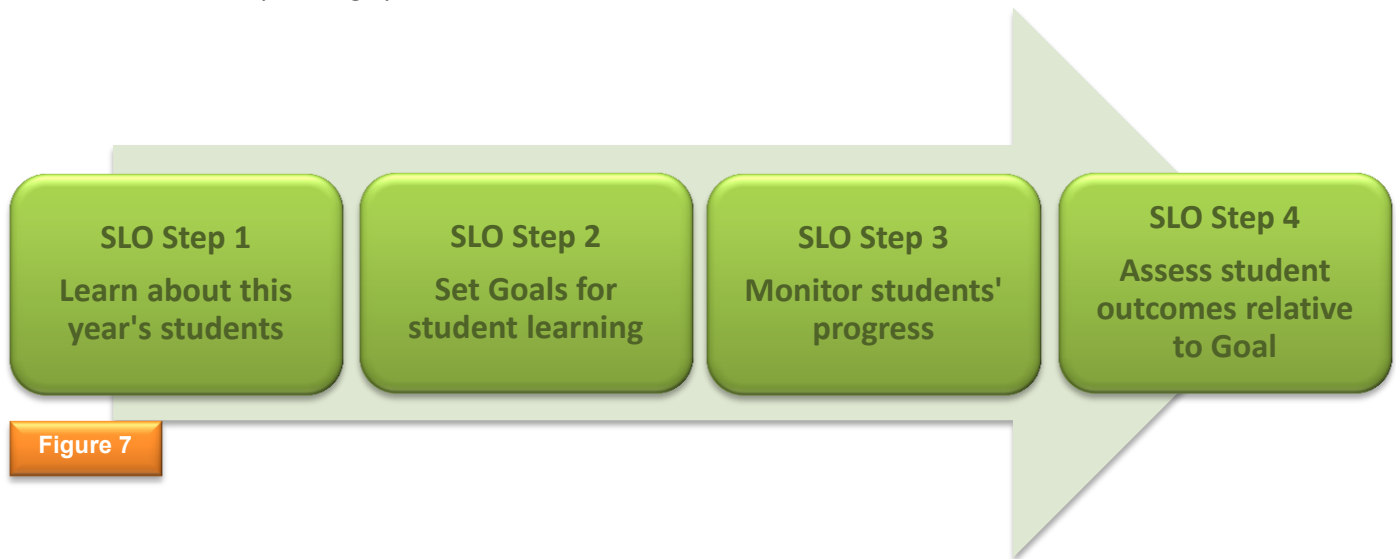 SLO Step 1
Learn about this
year's students
SLO Step 2
Set Goals for
student learning
SLO Step 3
Monitor students'
progress
SLO Step 4
Assess student
outcomes relative
to Goal
Figure 7